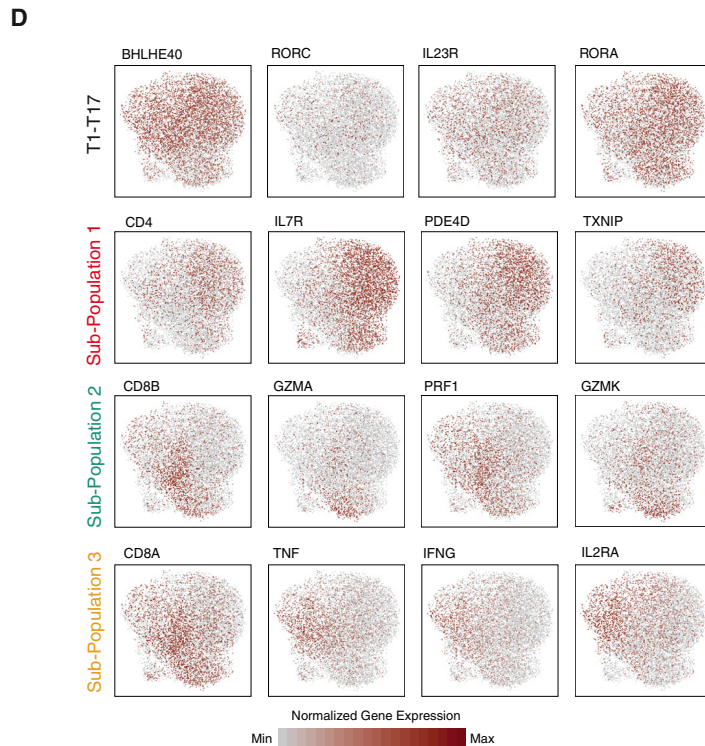 D
BHLHE40 RORC IL23R RORA
T1-T17
CD4 IL7R PDE4D TXNIP
Sub-Population 1
CD8B GZMA PRF1 GZMK
Sub-Population 2
CD8A TNF IFNG IL2RA
Sub-Population 3
Normalized Gene Expression
Min Max